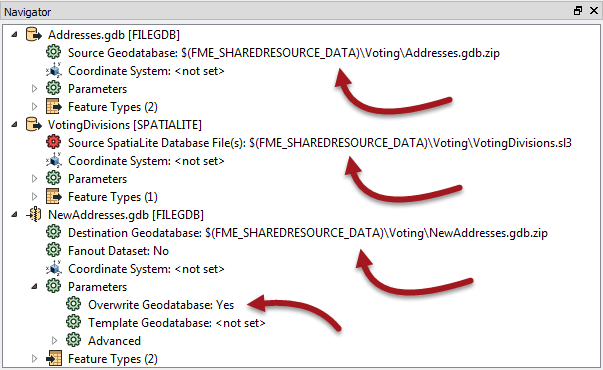 Navigator
Addresses.gdb [FILEGDB]
Source Geodatabase: $(FME_SHAREDRESOURCE_DATA)\Voting\Addresses.gdb.zip
Coordinate System: <not set>
Parameters
Feature Types (2)
VotingDivisions [SPATIALITE]
Source SpatiaLite Database File(s): $(FME_SHAREDRESOURCE_DATA)\Voting\VotingDivisions.sl3
Coordinate System: <not set>
Parameters
Feature Types (1)
NewAddresses.gdb [FILEGDB]
Destination Geodatabase: $(FME_SHAREDRESOURCE_DATA)\Voting\NewAddresses.gdb.zip
Fanout Dataset: No
Coordinate System: <not set>
Parameters
Overwrite Geodatabase: Yes
Template Geodatabase: <not set>
Advanced
Feature Types (2)